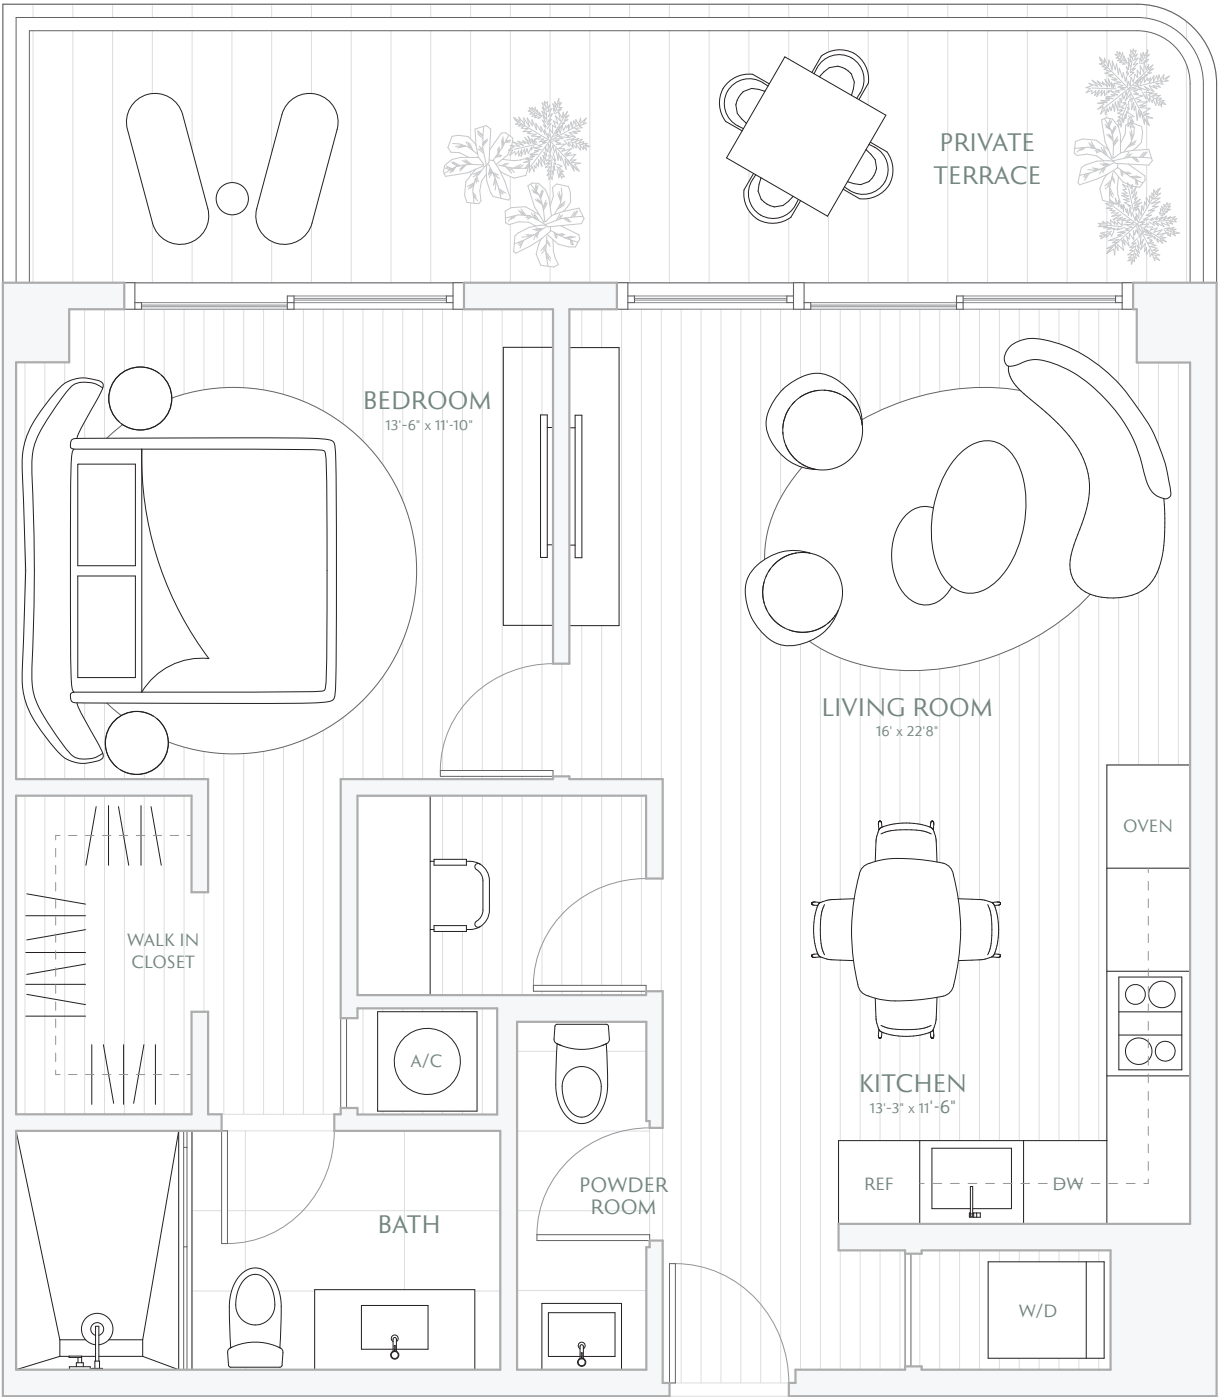 PRIVATE
TERRACE
BEDROOM
13'-6" x 11'-10"
LIVING ROOM
16' x 22'8"
OVEN
WALK IN
CLOSET
A/C
KITCHEN
13'-3" x 11'-6"
POWDER
ROOM
REF
DW
BATH
W/D